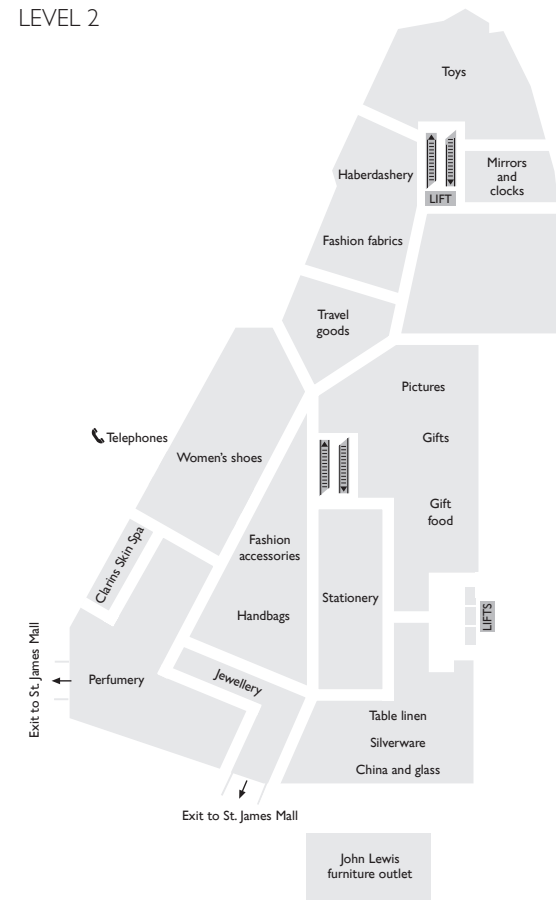 LEVEL 2
Toys
Mirrors
and
clocks
Haberdashery
LIFT
Fashion fabrics
Travel
goods
Pictures
Telephones
Gifts
Women's shoes
Gift
food
Fashion
accessories
Clarins Skin Spa
Stationery
Handbags
LIFTS
Exit to St. James Mall
Perfumery
Jewellery
Table linen
Silverware
China and glass
Exit to St. James Mall
John Lewis
furniture outlet